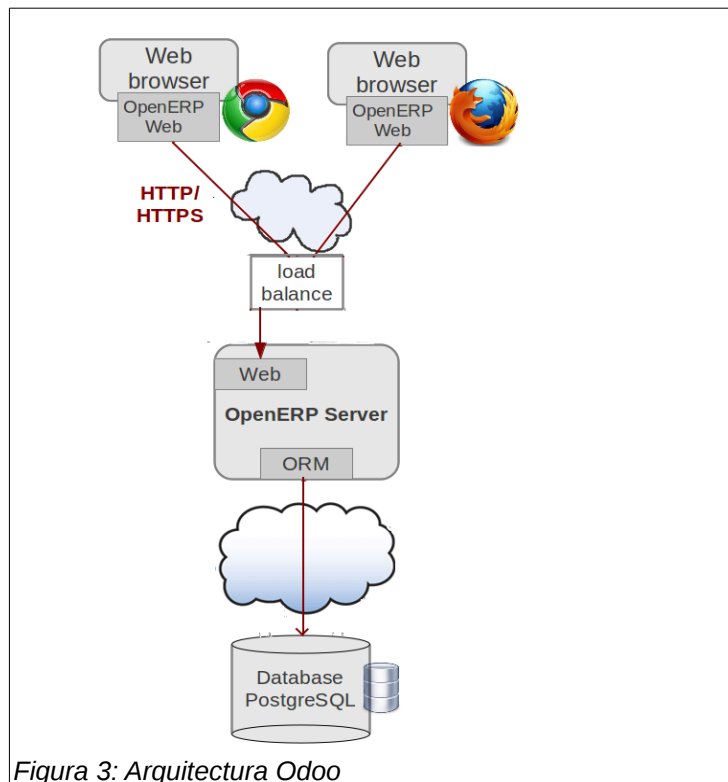 Web
browser
OpenERP
Web
Web
browser
OpenERP
Web
HTTP/
HTTPS
load
balance
Web
OpenERP Server
ORM
Database
PostgreSQL
Figura 3: Arquitectura Odoo